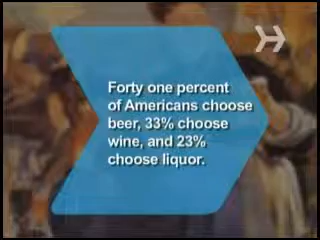 Forty one percent
of Americans choose
beer, 33% choose
wine, and 23%
choose liquor.